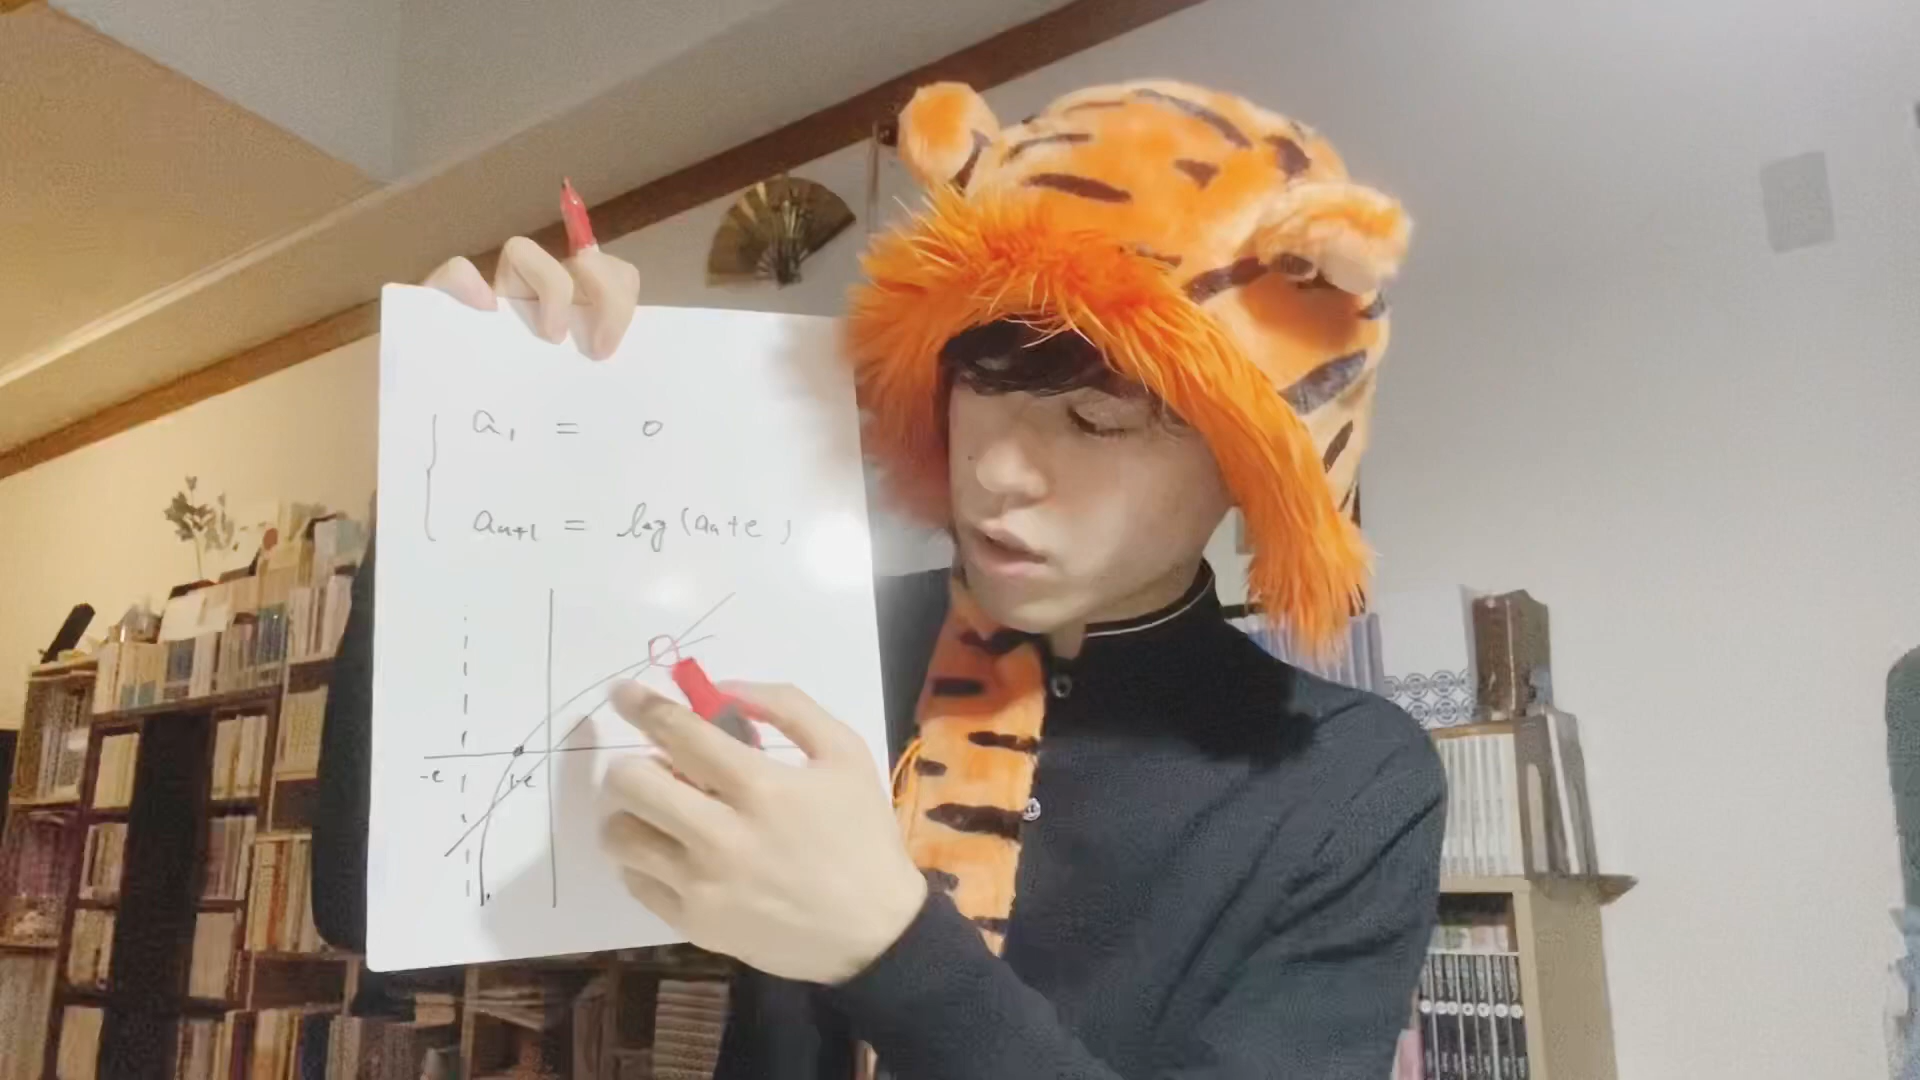 a₁ = 0
aₙ₊₁ = log(aₙ+e)
-e
1-e